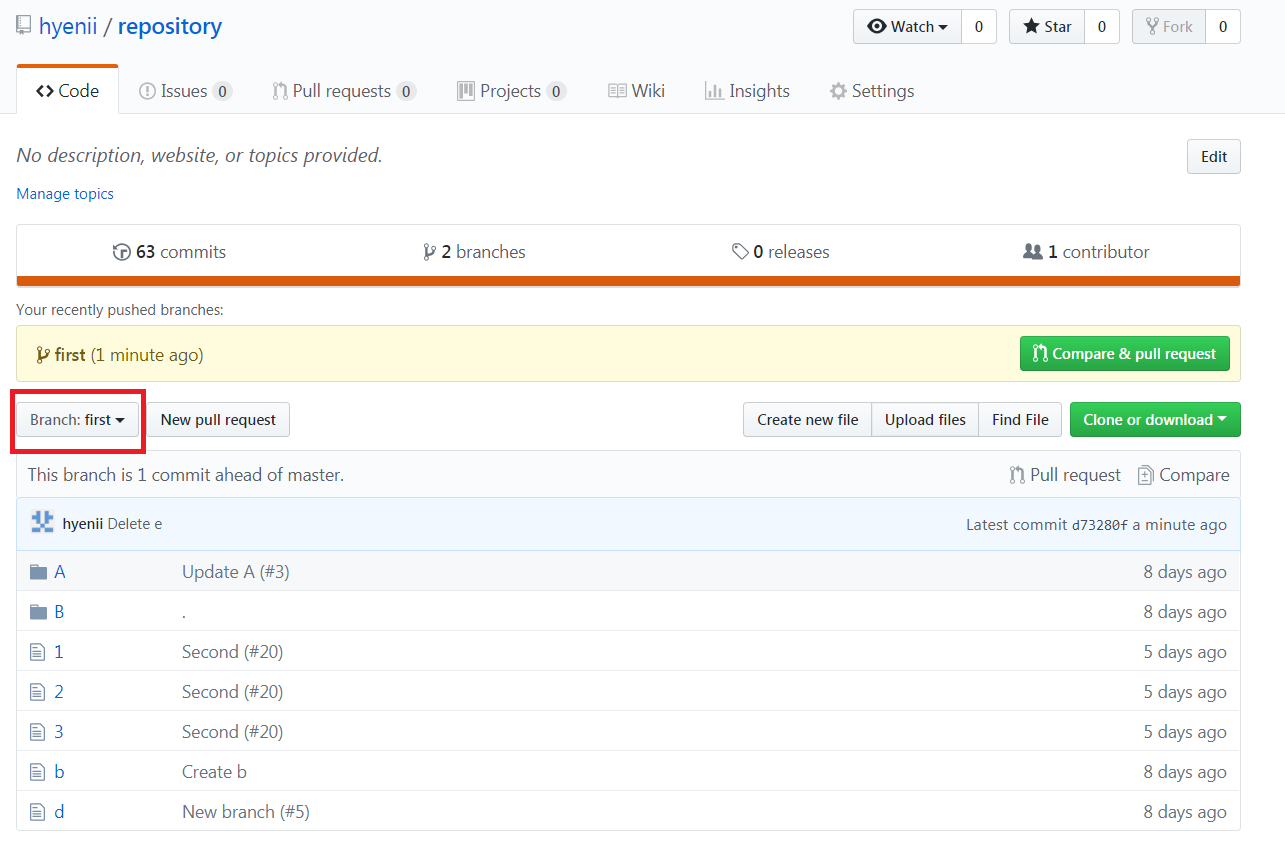 hyenii / repository Watch 0 Star 0 Fork 0
Code Issues 0 Pull requests 0 Projects 0 Wiki Insights Settings
No description, website, or topics provided. Edit
Manage topics
63 commits 2 branches 0 releases 1 contributor
Your recently pushed branches:
first (1 minute ago) Compare & pull request
Branch: first New pull request Create new file Upload files Find File Clone or download
This branch is 1 commit ahead of master. Pull request Compare
hyenii Delete e Latest commit d73280f a minute ago
A Update A (#3) 8 days ago
B . 8 days ago
1 Second (#20) 5 days ago
2 Second (#20) 5 days ago
3 Second (#20) 5 days ago
b Create b 8 days ago
d New branch (#5) 8 days ago